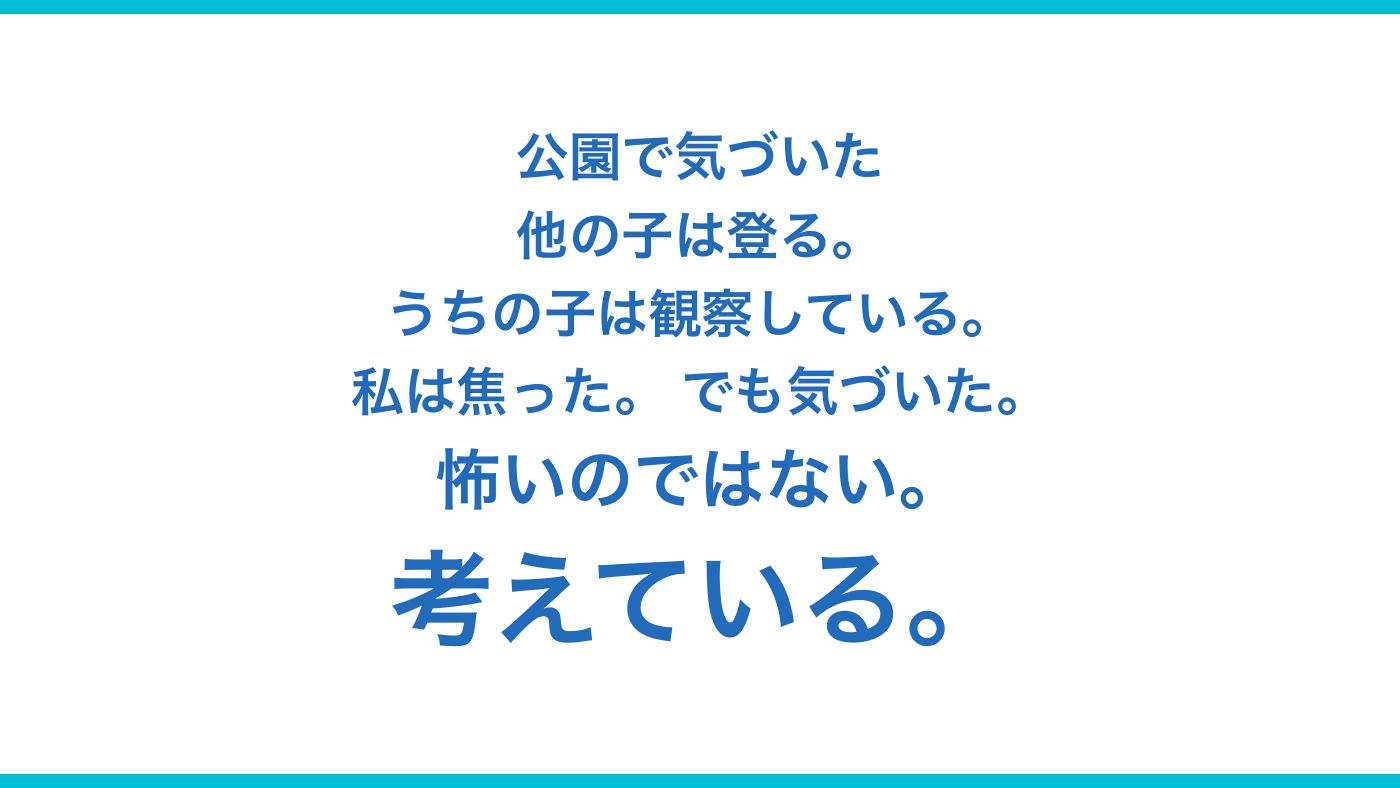 公園で気づいた
他の子は登る。
うちの子は観察している。
私は焦った。 でも気づいた。
怖いのではない。
考えている。